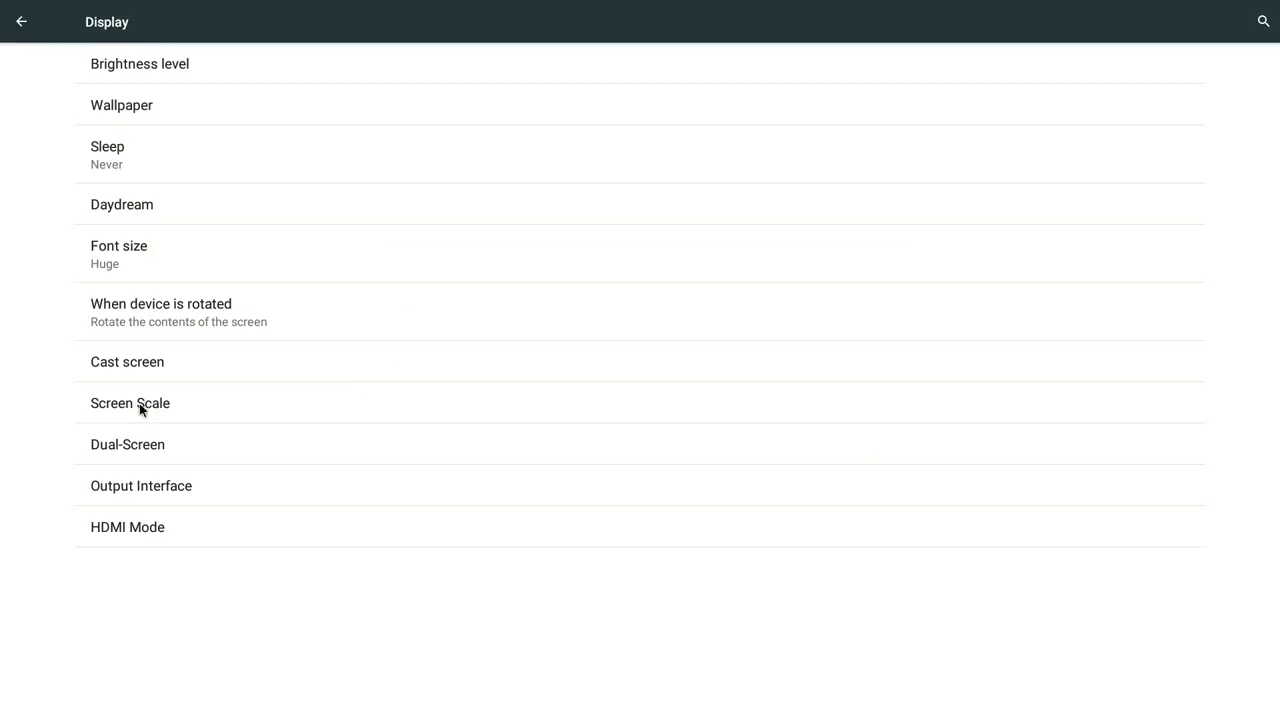 Display
Brightness level
Wallpaper
Sleep
Never
Daydream
Font size
Huge
When device is rotated
Rotate the contents of the screen
Cast screen
Screen Scale
Dual-Screen
Output Interface
HDMI Mode